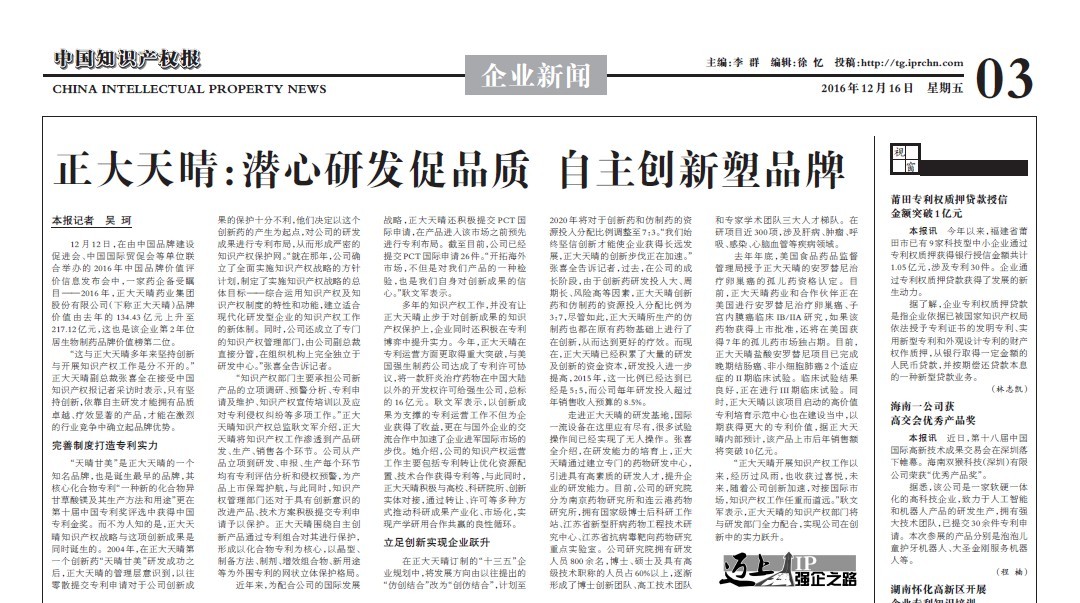 中国知识产权报
CHINA INTELLECTUAL PROPERTY NEWS
企业新闻
主编:李 群 编辑:徐 忆 投稿:http://tg.iprchn.com
2016年12月16日 星期五
03
正大天晴:潜心研发促品质 自主创新塑品牌
本报记者 吴 珂
12月12日,在由中国品牌建设
促进会、中国国际贸易会等单位联
合举办的2016年中国品牌价值评
价信息发布会中,一家药企备受瞩
目——2016年,正大天晴药业集团
股份有限公司(下称正大天晴)品牌
价值由去年的134.43亿元上升至
217.12亿元,这也是该企业第2年位
居生物制药品牌价值榜第二位。
“这与正大天晴多年来坚持创新
与开展知识产权工作是分不开的。”
正大天晴副总裁张喜全在接受中国
知识产权报记者采访时表示,只有坚
持创新,依靠自主研发才能拥有品质
卓越、疗效显著的产品,才能在激烈
的行业竞争中确立起品牌优势。
完善制度打造专利实力
“天晴甘美”是正大天晴的一个
知名品牌,也是诞生最早的品牌,其
核心化合物专利“一种新的化合物异
甘草酸镁及其生产方法和用途”更在
第十届中国专利奖评选中获得中国
专利金奖。而不为人知的是,正大天
晴知识产权战略与这项创新成果是
同时诞生的。2004年,在正大天晴第
一个创新药“天晴甘美”研发成功之
后,正大天晴的管理层意识到,以往
零散提交专利申请对于公司创新成
果的保护十分不利,他们决定以这个
创新药的产生为起点,对公司的研发
成果进行专利布局,从而形成严密的
知识产权保护网。“就在那年,公司确
立了全面实施知识产权战略的方针
计划,制定了实施知识产权战略的总
体目标——综合运用知识产权及知
识产权制度的特性和功能,建立适合
现代化研发型企业的知识产权工作
的新体制。同时,公司还成立了专门
的知识产权管理部门,由公司副总裁
直接分管,在组织机构上完全独立于
研发中心。”张喜全告诉记者。
“知识产权部门主要承担公司新
产品的立项调研、预警分析、专利申
请及维护、知识产权宣传培训以及应
对专利侵权纠纷等多项工作。”正大
天晴知识产权总监耿文军介绍,正大
天晴将知识产权工作渗透到产品研
发、生产、销售各个环节。公司从产
品立项到研发、申报、生产每个环节
均有专利评估分析和侵权预警,为产
品上市保驾护航,与此同时,知识产
权管理部门还对于具有创新意识的
改进产品、技术方案积极提交专利申
请予以保护。正大天晴围绕自主创
新产品通过专利组合对其进行保护,
形成以化合物专利为核心,以晶型、
制备方法、制剂、增效组合物、新用途
等为外围专利的网状立体保护格局。
近年来,为配合公司的国际发展
战略,正大天晴还积极提交PCT国
际申请,在产品进入该市场之前预先
进行专利布局。截至目前,公司已经
提交PCT国际申请26件。“开拓海外
市场,不但是对我们产品的一种检
验,也是我们自身对创新成果的信
心。”耿文军表示。
多年的知识产权工作,并没有让
正大天晴止步于对创新成果的知识
产权保护上,企业同时还积极在专利
博弈中提升实力。今年,正大天晴在
专利运营方面更取得重大突破,与美
国强生制药公司达成了专利许可协
议,将一款肝炎治疗药物在中国大陆
以外的开发权许可给强生公司,总标
的16亿元。耿文军表示,以创新成
果为支撑的专利运营工作不但为企
业获得了收益,更在与国外企业的交
流合作中加速了企业进军国际市场的
步伐。她介绍,公司的知识产权运营
工作主要包括专利转让优化资源配
置、技术合作获得专利等,与此同时,
正大天晴积极与高校、科研院所、创新
实体对接,通过转让、许可等多种方
式推动科研成果产业化、市场化,实
现产学研用合作共赢的良性循环。
立足创新实现企业跃升
在正大天晴订制的“十三五”企
业规划中,将发展方向由以往提出的
“仿创结合”改为“创仿结合”,计划至
2020年将对于创新药和仿制药的资
源投入分配比例调整至7:3。“我们始
终坚信创新才能使企业获得长远发
展,正大天晴的创新步伐正在加速。”
张喜全告诉记者,过去,在公司的成
长阶段,由于创新药研发投入大、周
期长、风险高等因素,正大天晴创新
药和仿制药的资源投入分配比例为
3:7,尽管如此,正大天晴所生产的仿
制药也都在原有药物基础上进行了
在创新,从而达到更好的疗效。而现
在,正大天晴已经积累了大量的研发
及创新的资金资本,研发投入进一步
提高,2015年,这一比例已经达到已
经是5:5,而公司每年研发投入超过
年销售收入预算的8.5%。
走进正大天晴的研发基地,国际
一流设备在这里应有尽有,很多试验
操作间已经实现了无人操作。张喜
全介绍,在研发能力的培育上,正大
天晴通过建立专门的药物研发中心,
引进具有高素质的研发人才,提升企
业的研发能力。目前,公司的研究院
分为南京药物研究所和连云港药物
研究所,拥有国家级博士后科研工作
站、江苏省新型肝病药物工程技术研
究中心、江苏省抗病毒靶向药物研究
重点实验室。公司研究院拥有研发
人员800余名,博士、硕士及具有高
级技术职称的人员占60%以上,逐渐
形成了博士创新团队、高工技术团队
和专家学术团队三大人才梯队。在
研项目近300项,涉及肝病、肿瘤、呼
吸、感染、心脑血管等疾病领域。
去年年底,美国食品药品监督
管理局授予正大天晴的安罗替尼治
疗卵巢癌的孤儿药资格认定。目
前,正大天晴药业和合作伙伴正在
美国进行安罗替尼治疗卵巢癌、子
宫内膜癌临床IB/IIA研究,如果该
药物获得上市批准,还将在美国获
得7年的孤儿药市场独占期。目前,
正大天晴盐酸安罗替尼项目已完成
晚期结肠癌、非小细胞肺癌2个适应
症的II期临床试验。临床试验结果
良好,正在进行III期临床试验。同
时,正大天晴以该项目启动的高价值
专利培育示范中心也在建设当中,以
期获得更大的专利价值,据正大天
晴内部预计,该产品上市后年销售额
将突破10亿元。
“正大天晴开展知识产权工作以
来,经历过风雨,也收获过喜悦;未
来,随着公司创新加速,对接国际市
场,知识产权工作任重而道远。”耿文
军表示,正大天晴的知识产权部门将
与研发部门全力配合,实现公司在创
新中的实力跃升。
迈上
IP
强企之路
视
窗
莆田专利权质押贷款授信
金额突破1亿元
本报讯 今年以来,福建省莆
田市已有9家科技型中小企业通过
专利权质押获得银行授信金额共计
1.05亿元,涉及专利30件。企业通
过专利权质押贷款获得了发展的新
生动力。
据了解,企业专利权质押贷款
是指企业依据已被国家知识产权局
依法授予专利证书的发明专利、实
用新型专利和外观设计专利的财产
权作质押,从银行取得一定金额的
人民币贷款,并按期偿还贷款本息
的一种新型贷款业务。
(林志凯)
海南一公司获
高交会优秀产品奖
本报讯 近日,第十八届中国
国际高新技术成果交易会在深圳落
下帷幕。海南双猴科技(深圳)有限
公司荣获“优秀产品奖”。
据悉,该公司是一家软硬一体
化的高科技企业,致力于人工智能
和机器人产品的研发生产,拥有强
大技术团队,已提交30余件专利申
请。本次参展的产品分别是泡泡儿
童护牙机器人、大圣金刚服务机器
人等。
(程 楠)
湖南怀化高新区开展